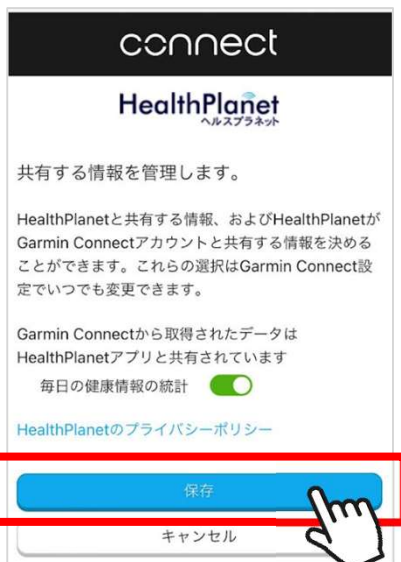 connect
HealthPlanet
ヘルスプラネット
共有する情報を管理します。
HealthPlanetと共有する情報、およびHealthPlanetが
Garmin Connectアカウントと共有する情報を決める
ことができます。これらの選択はGarmin Connect設
定でいつでも変更できます。
Garmin Connectから取得されたデータは
HealthPlanetアプリと共有されています
毎日の健康情報の統計
HealthPlanetのプライバシーポリシー
保存
キャンセル